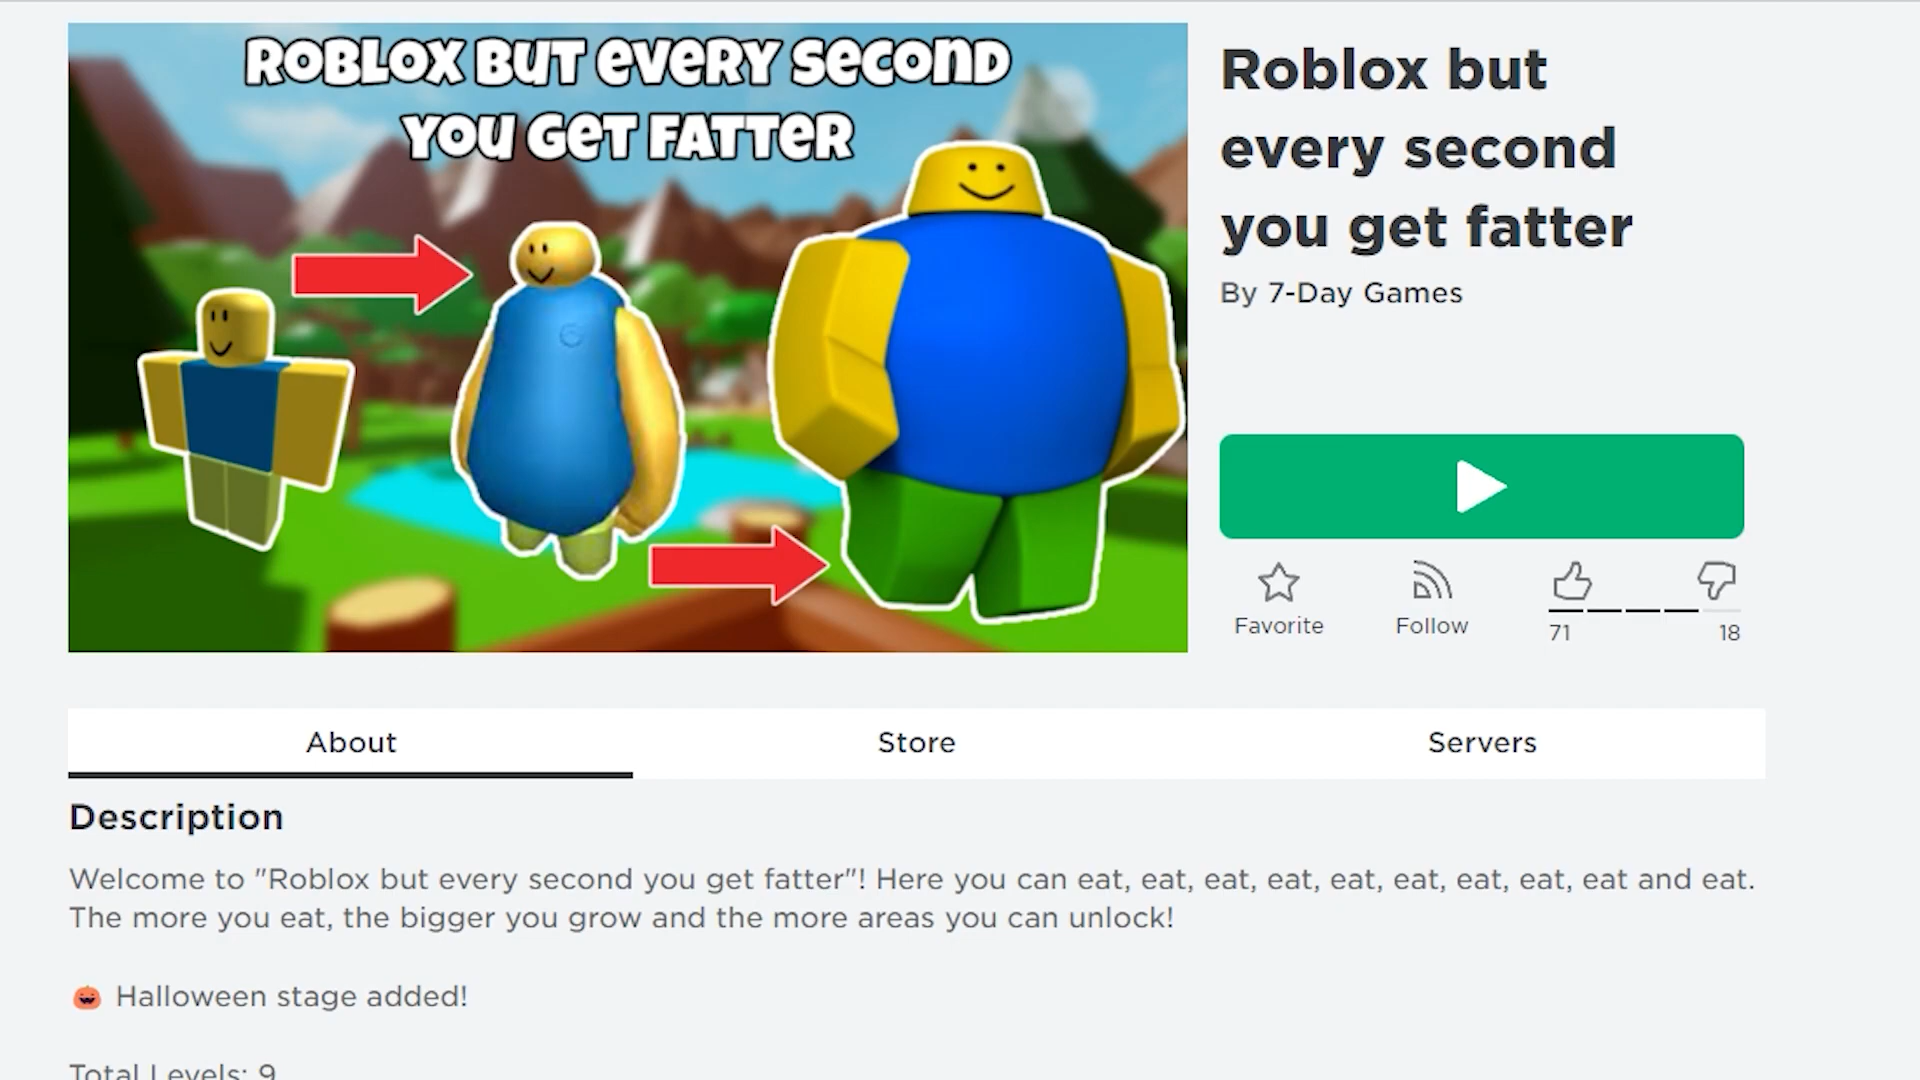 ROBLOX BUT EVERY SECOND
YOU GET FATTER
Roblox but
every second
you get fatter
By 7-Day Games
Favorite
Follow
71
18
About
Store
Servers
Description
Welcome to "Roblox but every second you get fatter"! Here you can eat, eat, eat, eat, eat, eat, eat, eat, eat and eat.
The more you eat, the bigger you grow and the more areas you can unlock!
🎃 Halloween stage added!
Total Levels: 9